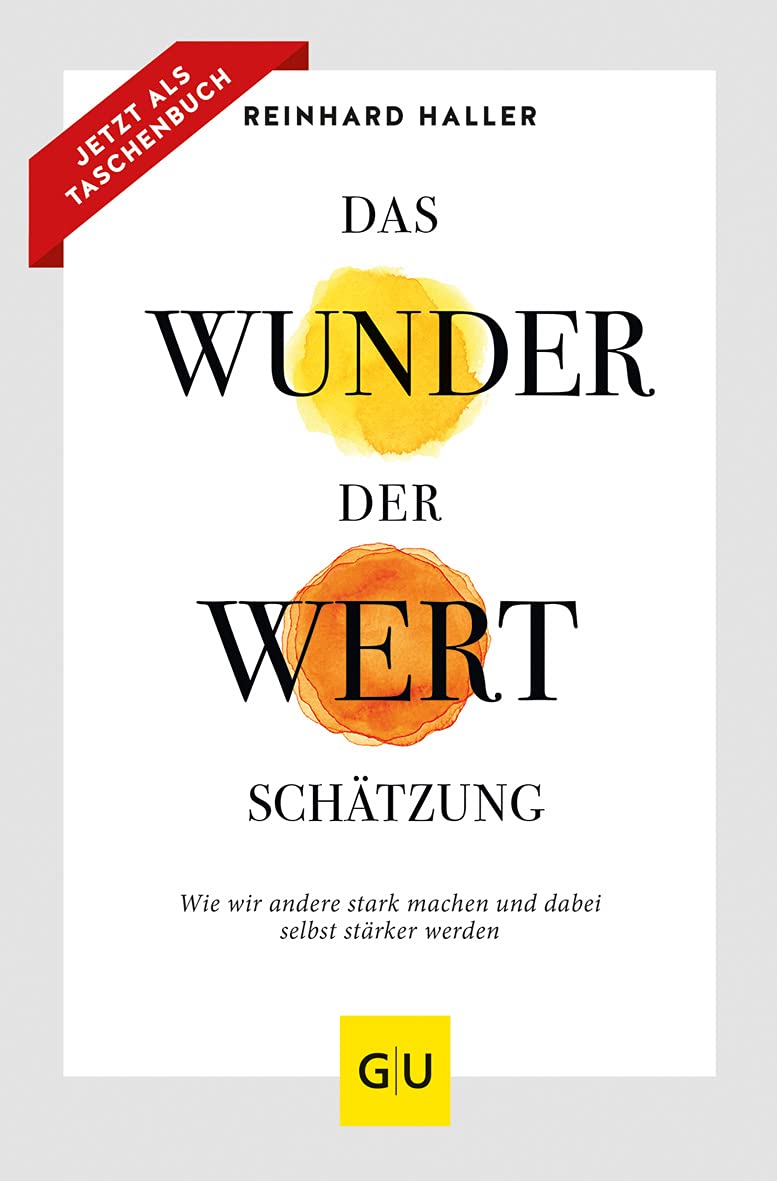 JETZT ALS
TASCHENBUCH
REINHARD HALLER
DAS
WUNDER
DER
WERT
SCHÄTZUNG
Wie wir andere stark machen und dabei
selbst stärker werden
G|U